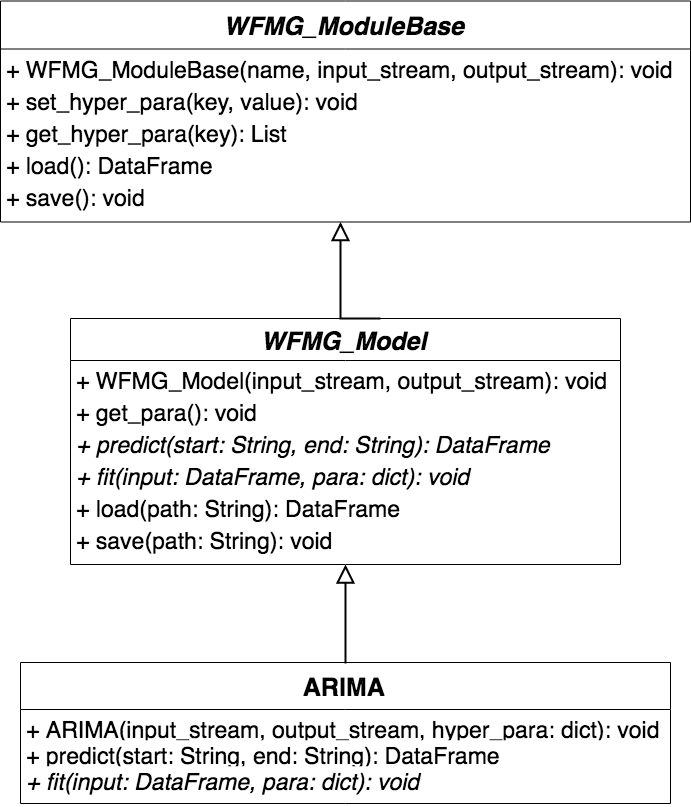 WFMG_ModuleBase
+ WFMG_ModuleBase(name, input_stream, output_stream): void
+ set_hyper_para(key, value): void
+ get_hyper_para(key): List
+ load(): DataFrame
+ save(): void
WFMG_Model
+ WFMG_Model(input_stream, output_stream): void
+ get_para(): void
+ predict(start: String, end: String): DataFrame
+ fit(input: DataFrame, para: dict): void
+ load(path: String): DataFrame
+ save(path: String): void
ARIMA
+ ARIMA(input_stream, output_stream, hyper_para: dict): void
+ predict(start: String, end: String): DataFrame
+ fit(input: DataFrame, para: dict): void